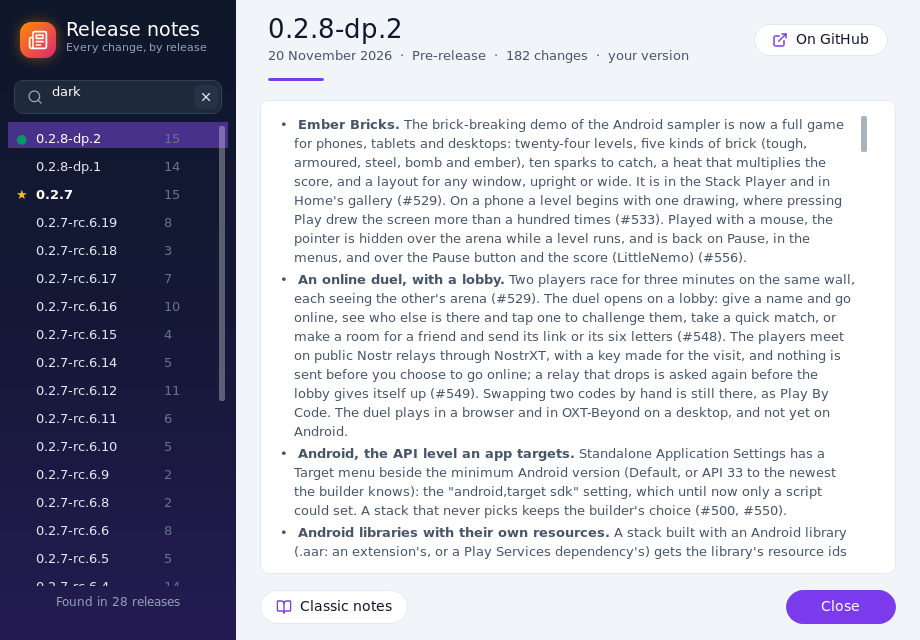 Release notes
Every change, by release
dark
0.2.8-dp.2 15
0.2.8-dp.1 14
★ 0.2.7 15
0.2.7-rc.6.19 8
0.2.7-rc.6.18 3
0.2.7-rc.6.17 7
0.2.7-rc.6.16 10
0.2.7-rc.6.15 4
0.2.7-rc.6.14 5
0.2.7-rc.6.12 11
0.2.7-rc.6.11 6
0.2.7-rc.6.10 5
0.2.7-rc.6.9 2
0.2.7-rc.6.8 2
0.2.7-rc.6.6 8
0.2.7-rc.6.5 5
0.2.7-rc.6.4 14
Found in 28 releases
0.2.8-dp.2
20 November 2026 · Pre-release · 182 changes · your version
On GitHub
• Ember Bricks. The brick-breaking demo of the Android sampler is now a full game
for phones, tablets and desktops: twenty-four levels, five kinds of brick (tough,
armoured, steel, bomb and ember), ten sparks to catch, a heat that multiplies the
score, and a layout for any window, upright or wide. It is in the Stack Player and in
Home's gallery (#529). On a phone a level begins with one drawing, where pressing
Play drew the screen more than a hundred times (#533). Played with a mouse, the
pointer is hidden over the arena while a level runs, and is back on Pause, in the
menus, and over the Pause button and the score (LittleNemo) (#556).
• An online duel, with a lobby. Two players race for three minutes on the same wall,
each seeing the other's arena (#529). The duel opens on a lobby: give a name and go
online, see who else is there and tap one to challenge them, take a quick match, or
make a room for a friend and send its link or its six letters (#548). The players meet
on public Nostr relays through NostrXT, with a key made for the visit, and nothing is
sent before you choose to go online; a relay that drops is asked again before the
lobby gives itself up (#549). Swapping two codes by hand is still there, as Play By
Code. The duel plays in a browser and in OXT-Beyond on a desktop, and not yet on
Android.
• Android, the API level an app targets. Standalone Application Settings has a
Target menu beside the minimum Android version (Default, or API 33 to the newest
the builder knows): the "android,target sdk" setting, which until now only a script
could set. A stack that never picks keeps the builder's choice (#500, #550).
• Android libraries with their own resources. A stack built with an Android library
(.aar: an extension's, or a Play Services dependency's) gets the library's resource ids
Classic notes
Close